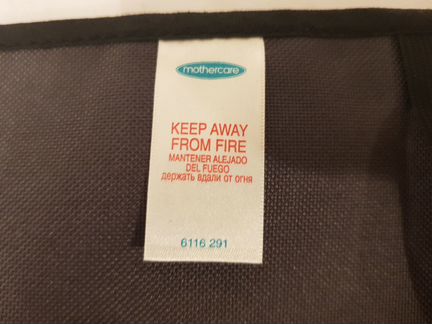 mothercare
KEEP AWAY
FROM FIRE
MANTENER ALEJADO
DEL FUEGO
держать вдали от огня
6116 291